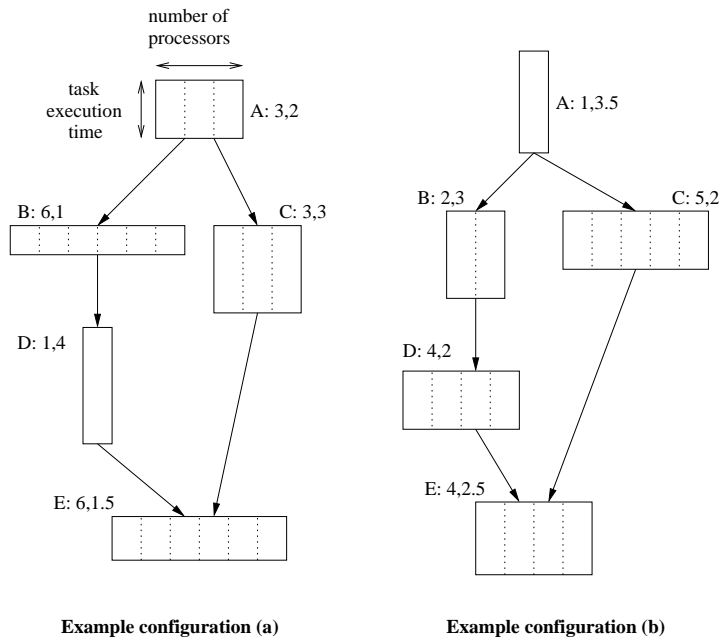 number of
processors
task
execution
time
A: 3,2
B: 6,1
C: 3,3
D: 1,4
E: 6,1.5
Example configuration (a)
A: 1,3.5
B: 2,3
C: 5,2
D: 4,2
E: 4,2.5
Example configuration (b)